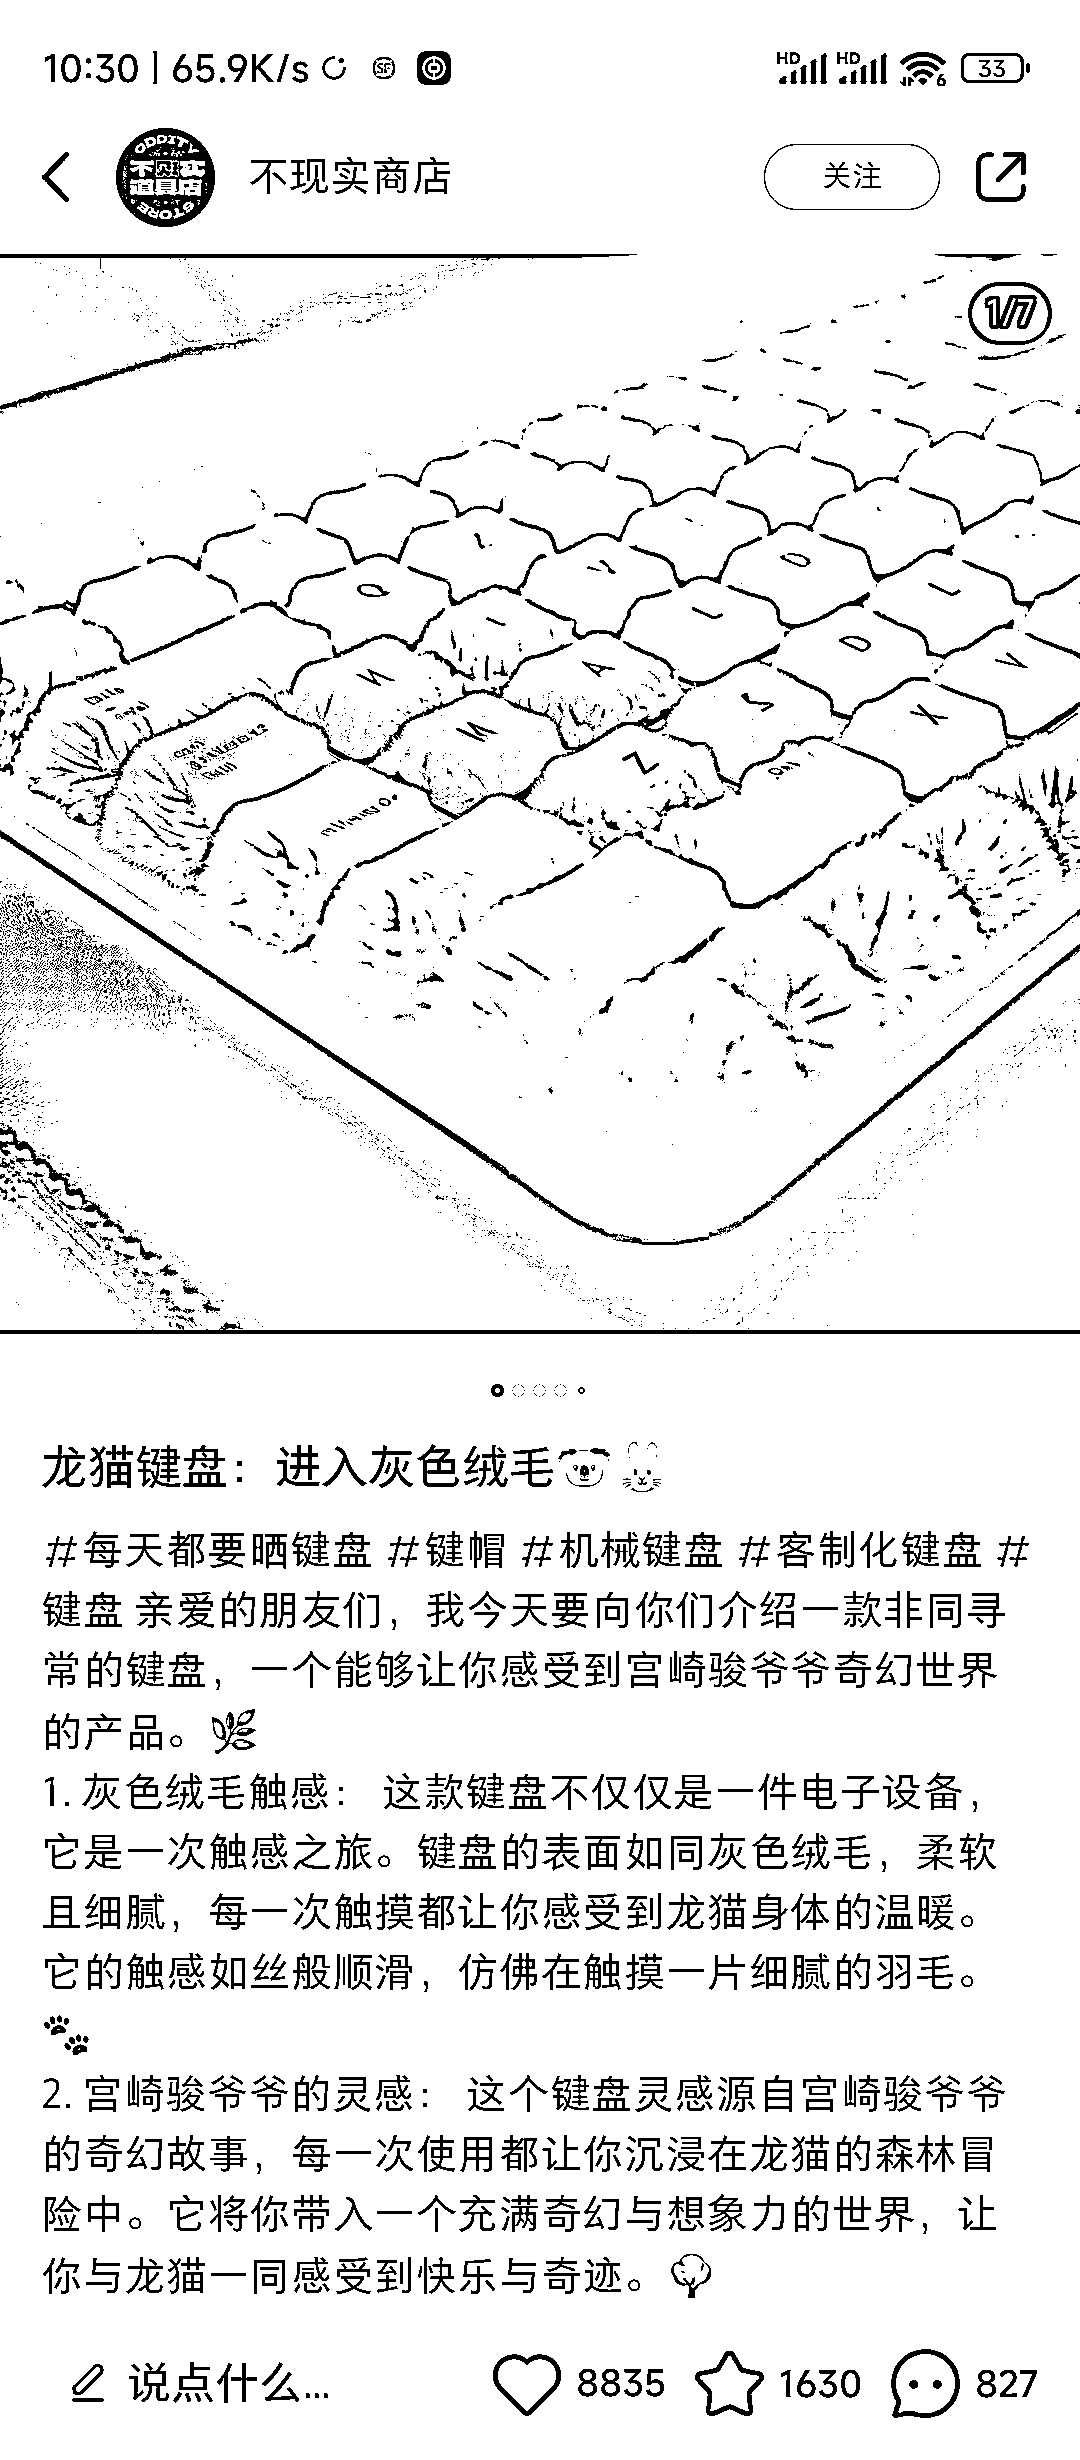 10:30 | 65.9K/s
HD HD 6 33
ODDITY
道具店
STORE
不现实商店
关注
1/7
龙猫键盘：进入灰色绒毛🐨🐰
#每天都要晒键盘 #键帽 #机械键盘 #客制化键盘 #
键盘 亲爱的朋友们，我今天要向你们介绍一款非同寻
常的键盘，一个能够让你感受到宫崎骏爷爷奇幻世界
的产品。🌿
1. 灰色绒毛触感： 这款键盘不仅仅是一件电子设备，
它是一次触感之旅。键盘的表面如同灰色绒毛，柔软
且细腻，每一次触摸都让你感受到龙猫身体的温暖。
它的触感如丝般顺滑，仿佛在触摸一片细腻的羽毛。
🐾
2. 宫崎骏爷爷的灵感： 这个键盘灵感源自宫崎骏爷爷
的奇幻故事，每一次使用都让你沉浸在龙猫的森林冒
险中。它将你带入一个充满奇幻与想象力的世界，让
你与龙猫一同感受到快乐与奇迹。🌳
说点什么...
8835
1630
827